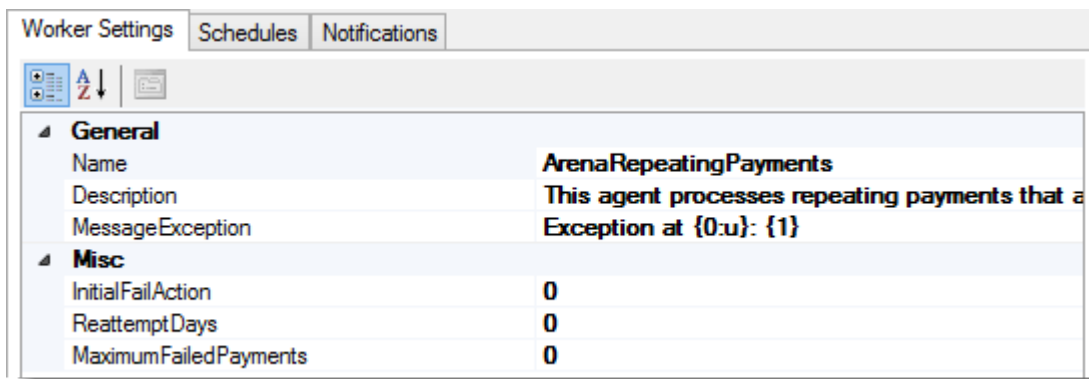 Worker Settings Schedules Notifications
A
Z
General
Name ArenaRepeatingPayments
Description This agent processes repeating payments that a
MessageException Exception at {0:u}: {1}
Misc
InitialFailAction 0
ReattemptDays 0
MaximumFailedPayments 0